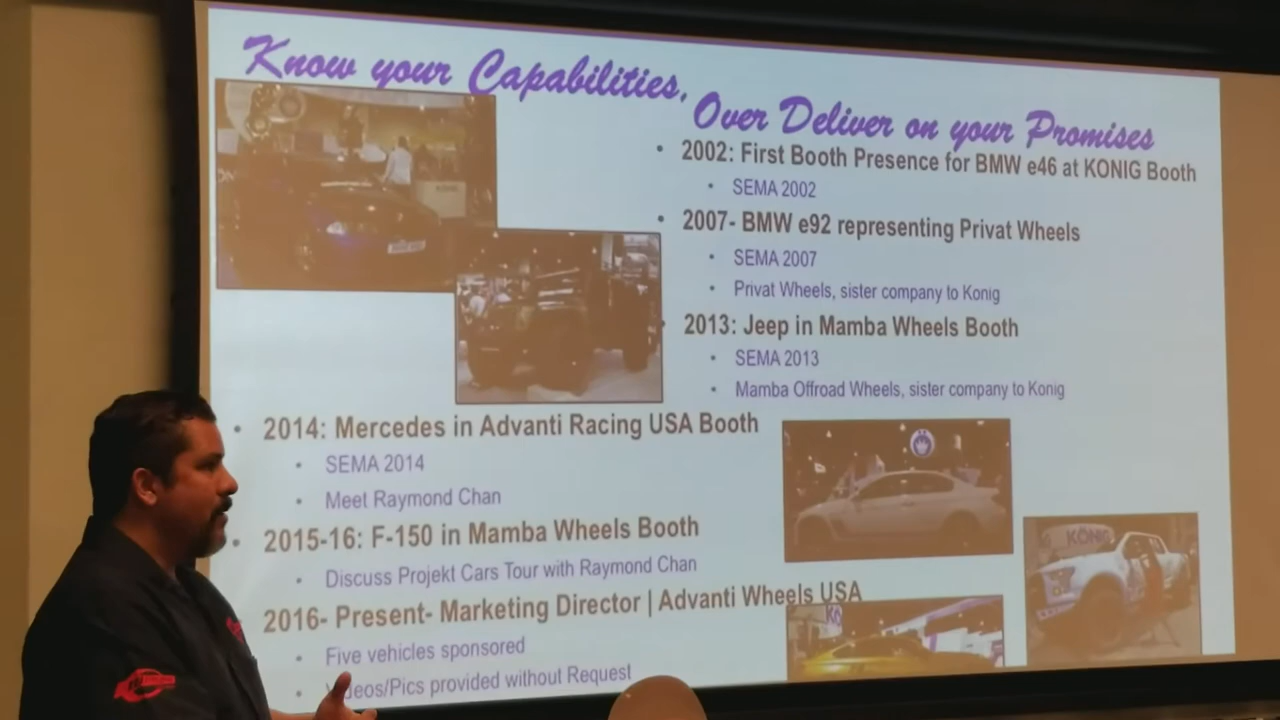 Know your Capabilities,
Over Deliver on your Promises
• 2002: First Booth Presence for BMW e46 at KONIG Booth
• SEMA 2002
• 2007- BMW e92 representing Privat Wheels
• SEMA 2007
• Privat Wheels, sister company to Konig
• 2013: Jeep in Mamba Wheels Booth
• SEMA 2013
• Mamba Offroad Wheels, sister company to Konig
• 2014: Mercedes in Advanti Racing USA Booth
• SEMA 2014
• Meet Raymond Chan
• 2015-16: F-150 in Mamba Wheels Booth
• Discuss Projekt Cars Tour with Raymond Chan
2016- Present- Marketing Director | Advanti Wheels USA
• Five vehicles sponsored
• Videos/Pics provided without Request
KÖNIG
KÖ